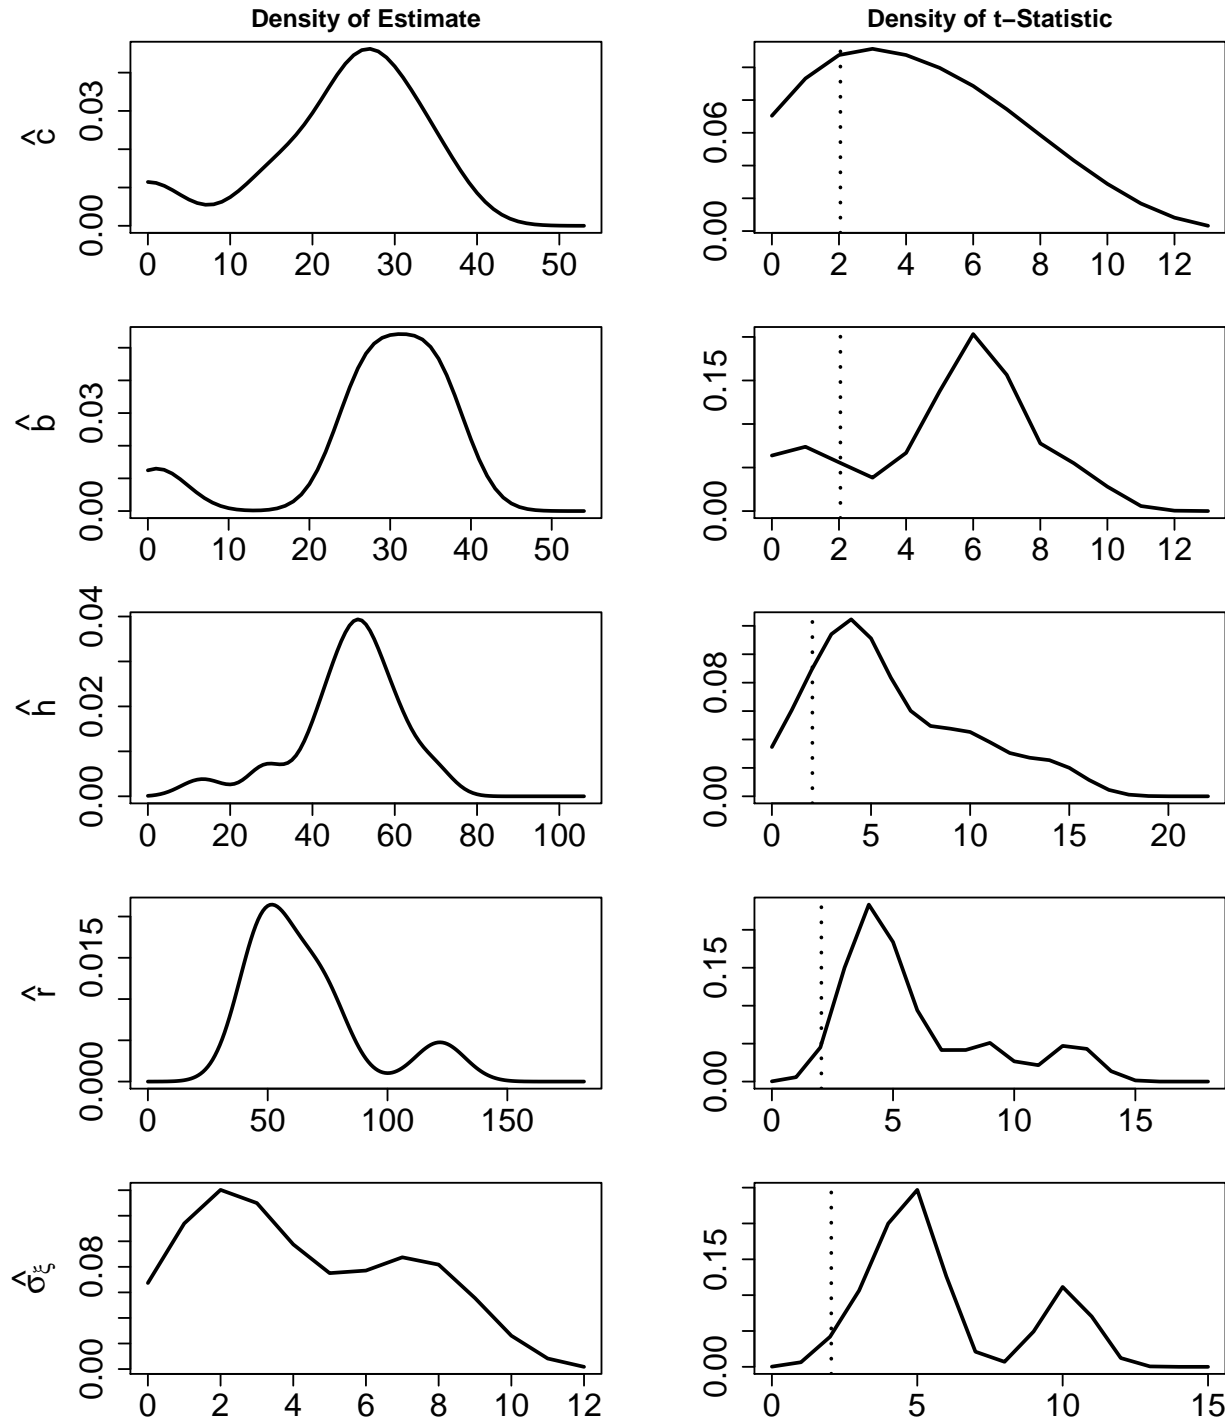 Density of Estimate
Density of t−Statistic
ĉ
0.00 0.03
0 10 20 30 40 50
0.00 0.06
0 2 4 6 8 10 12
b̂
0.00 0.03
0 10 20 30 40 50
0.00 0.15
0 2 4 6 8 10 12
ĥ
0.00 0.02 0.04
0 20 40 60 80 100
0.00 0.08
0 5 10 15 20
r̂
0.000 0.015
0 50 100 150
0.00 0.15
0 5 10 15
σ̂ξ
0.00 0.08
0 2 4 6 8 10 12
0.00 0.15
0 5 10 15